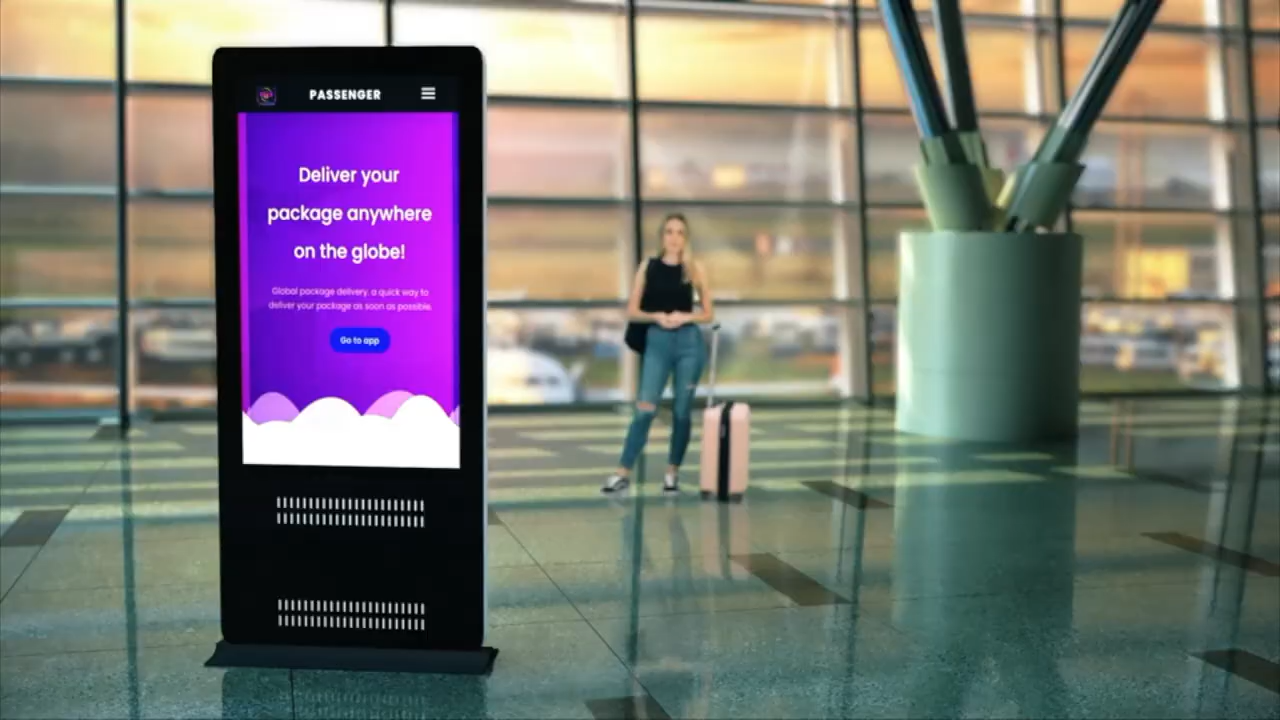 PASSENGER
Deliver your
package anywhere
on the globe!
Global package delivery, a quick way to
deliver your package as soon as possible.
Go to app